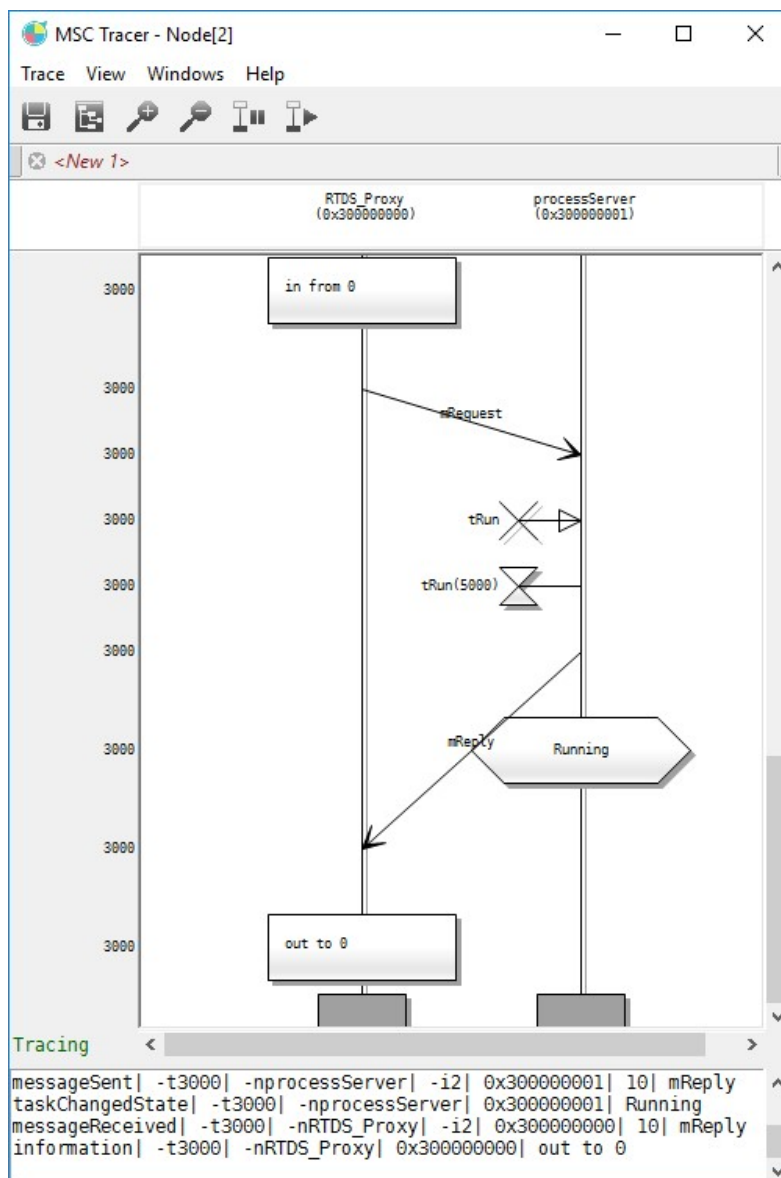 MSC Tracer - Node[2]
Trace View Windows Help
<New 1>
RTDS_Proxy
(0x300000000)
processServer
(0x300000001)
3000
in from 0
3000
mRequest
3000
3000
tRun
3000
tRun(5000)
3000
3000
mReply
Running
3000
3000
out to 0
Tracing
messageSent| -t3000| -nprocessServer| -i2| 0x300000001| 10| mReply
taskChangedState| -t3000| -nprocessServer| 0x300000001| Running
messageReceived| -t3000| -nRTDS_Proxy| -i2| 0x300000000| 10| mReply
information| -t3000| -nRTDS_Proxy| 0x300000000| out to 0